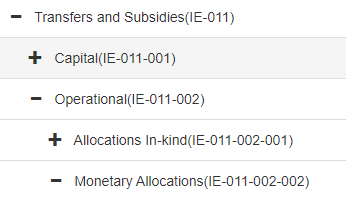 Transfers and Subsidies(IE-011)
Capital(IE-011-001)
Operational(IE-011-002)
Allocations In-kind(IE-011-002-001)
Monetary Allocations(IE-011-002-002)